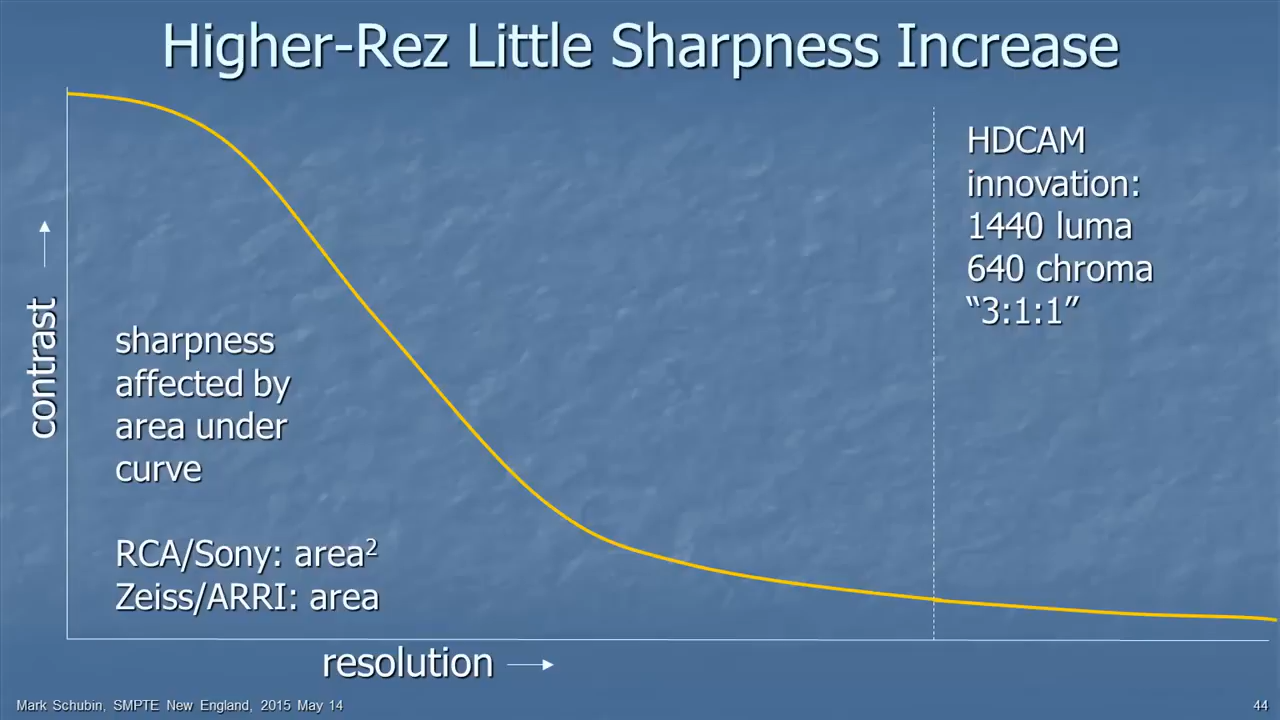 Higher-Rez Little Sharpness Increase
HDCAM
innovation:
1440 luma
640 chroma
“3:1:1”
contrast
sharpness
affected by
area under
curve
RCA/Sony: area²
Zeiss/ARRI: area
resolution
Mark Schubin, SMPTE New England, 2015 May 14
44